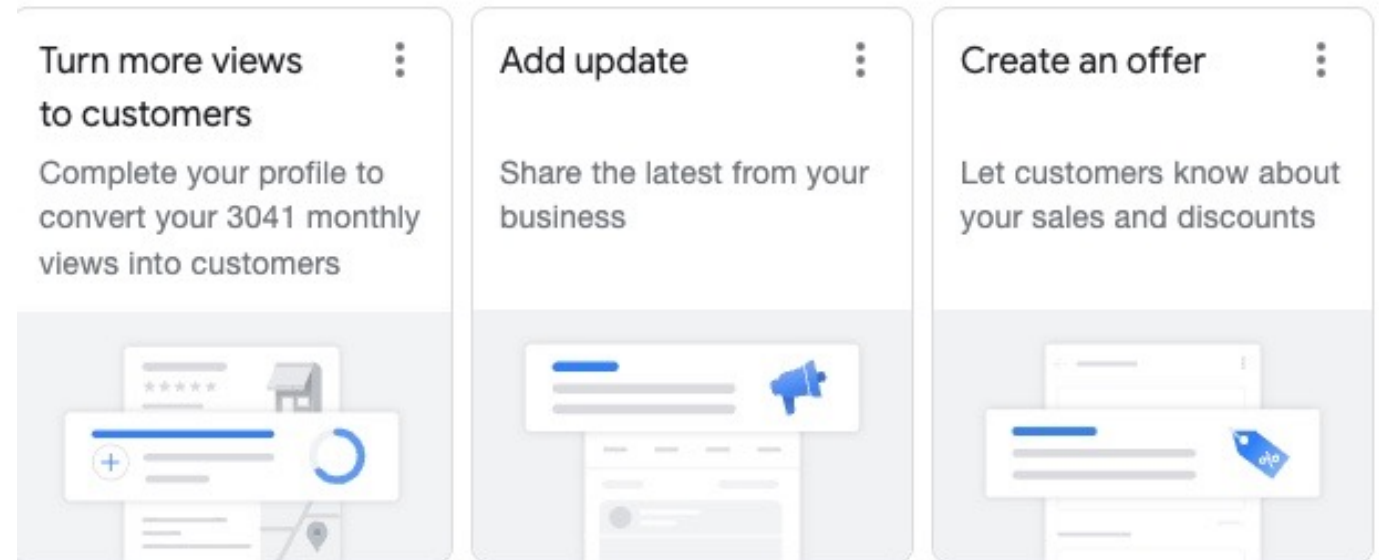 Turn more views
to customers
Complete your profile to
convert your 3041 monthly
views into customers
Add update
Share the latest from your
business
Create an offer
Let customers know about
your sales and discounts
%